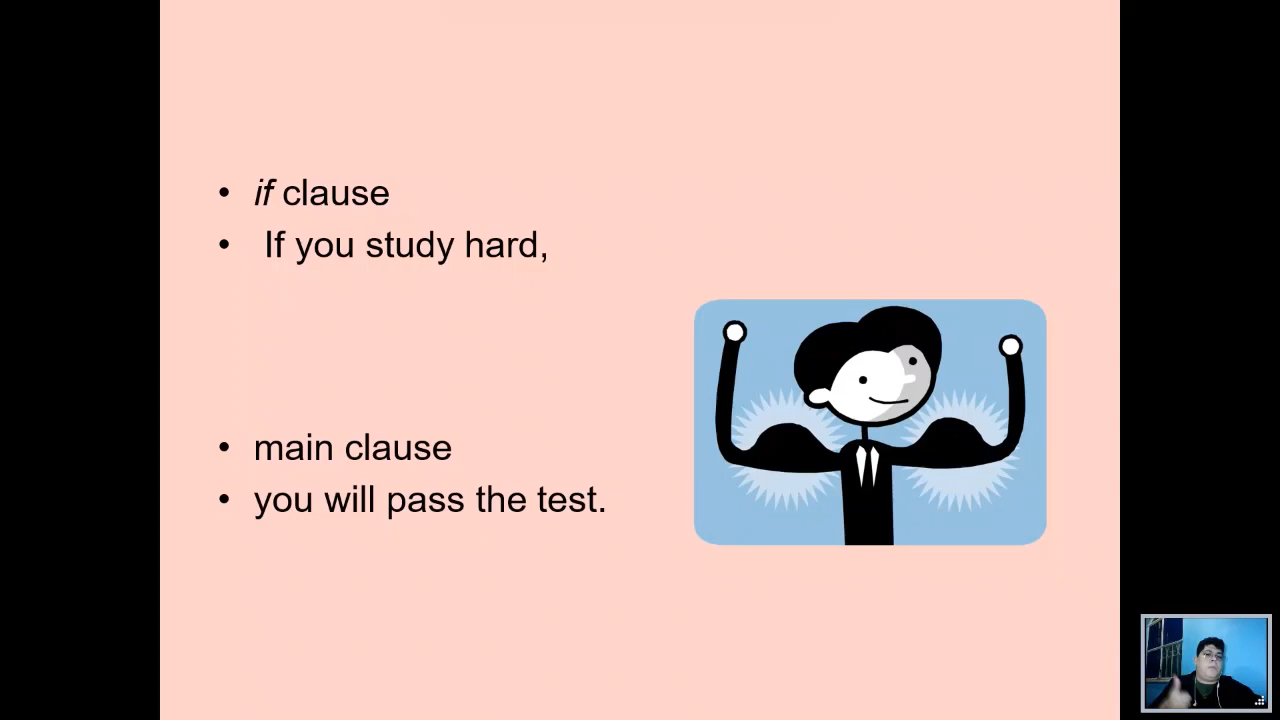 • if clause
• If you study hard,
• main clause
• you will pass the test.